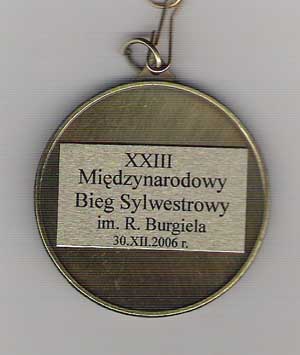 XXIII
Międzynarodowy
Bieg Sylwestrowy
im. R. Burgiela
30.XII.2006 r.